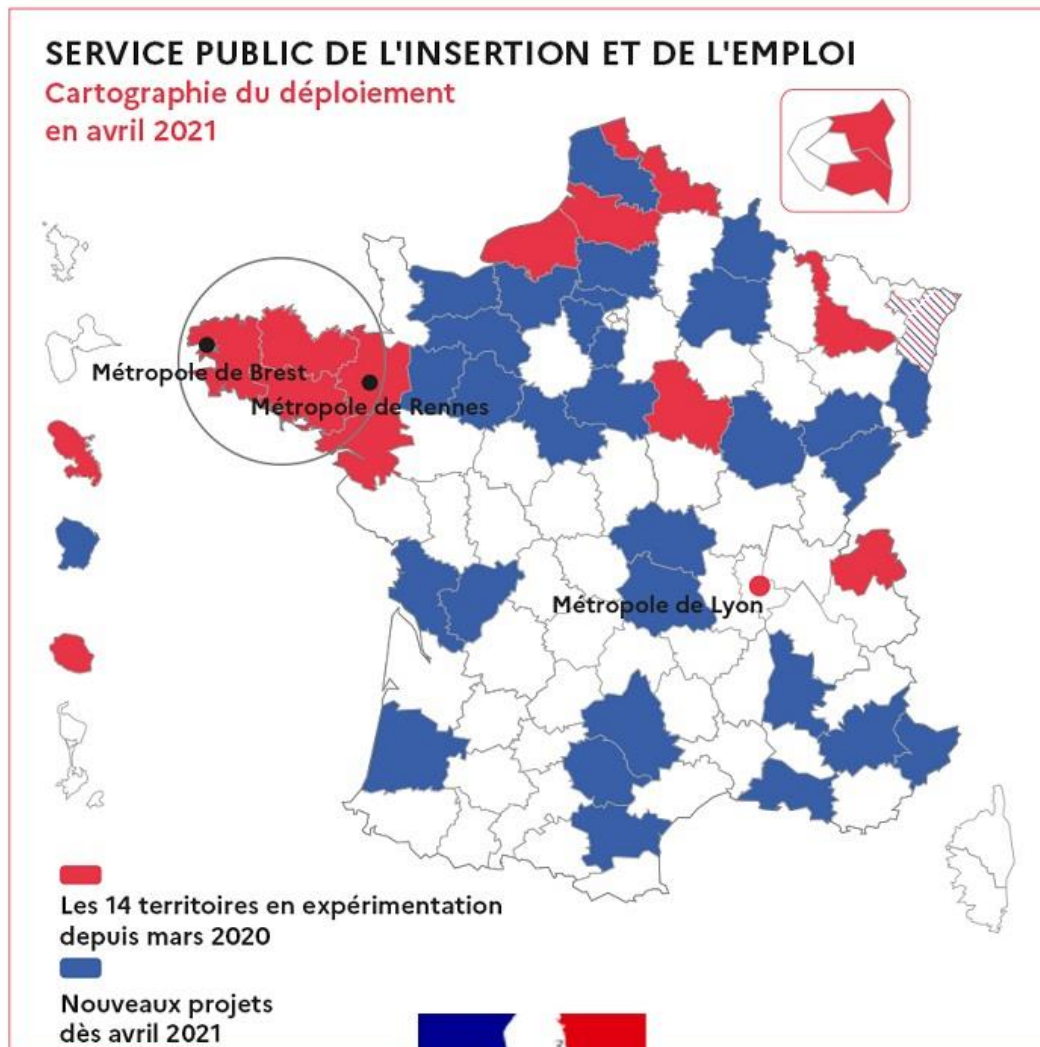 SERVICE PUBLIC DE L'INSERTION ET DE L'EMPLOI
Cartographie du déploiement
en avril 2021
Métropole de Brest
Métropole de Rennes
Métropole de Lyon
Les 14 territoires en expérimentation
depuis mars 2020
Nouveaux projets
dès avril 2021